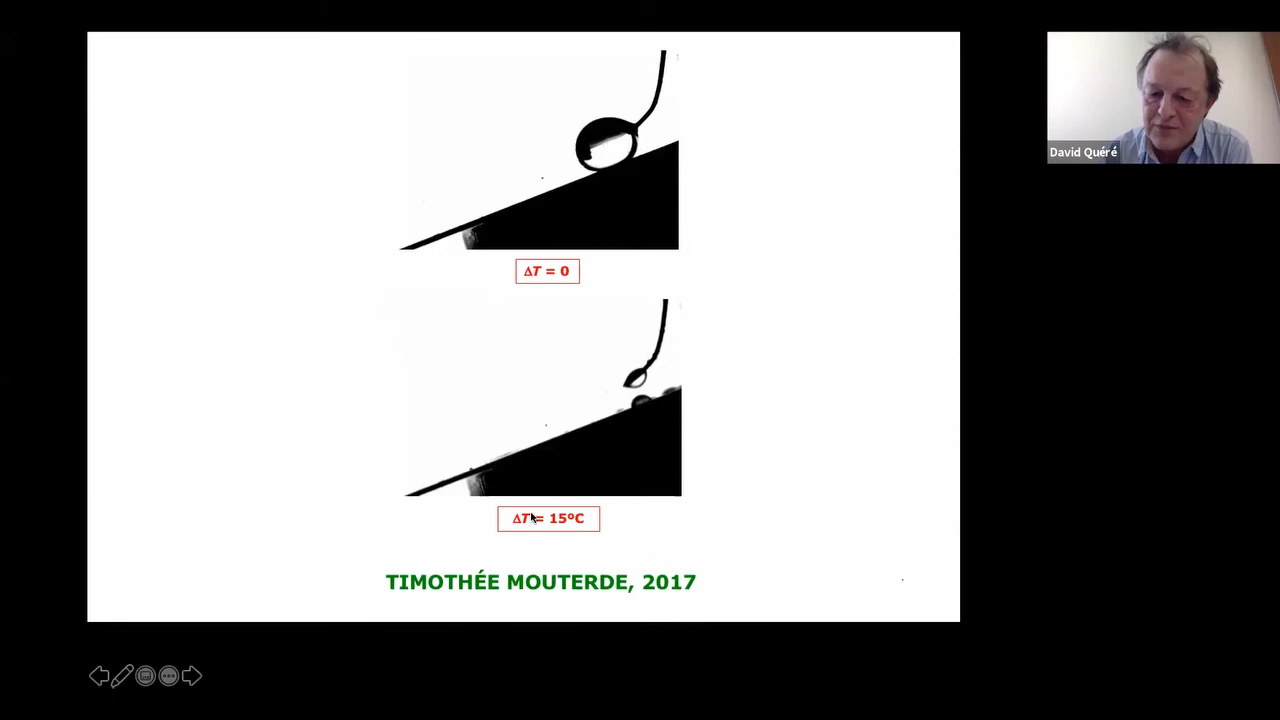 David Quéré
ΔT = 0
ΔT = 15ºC
TIMOTHÉE MOUTERDE, 2017